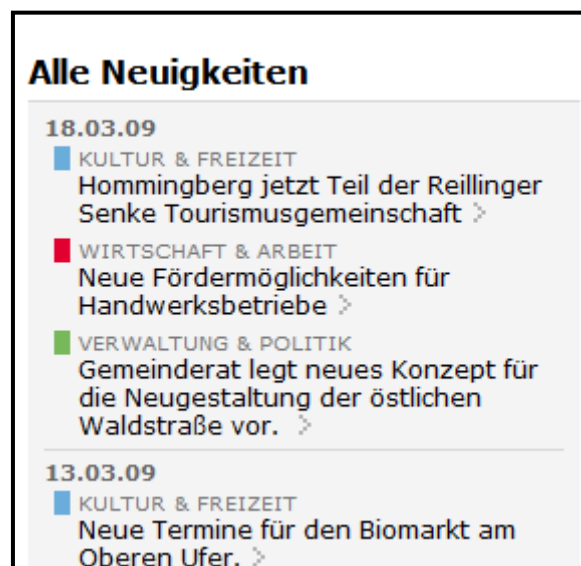 Alle Neuigkeiten
18.03.09
KULTUR & FREIZEIT
Hommingberg jetzt Teil der Reillinger
Senke Tourismusgemeinschaft >
WIRTSCHAFT & ARBEIT
Neue Fördermöglichkeiten für
Handwerksbetriebe >
VERWALTUNG & POLITIK
Gemeinderat legt neues Konzept für
die Neugestaltung der östlichen
Waldstraße vor. >
13.03.09
KULTUR & FREIZEIT
Neue Termine für den Biomarkt am
Oberen Ufer. >